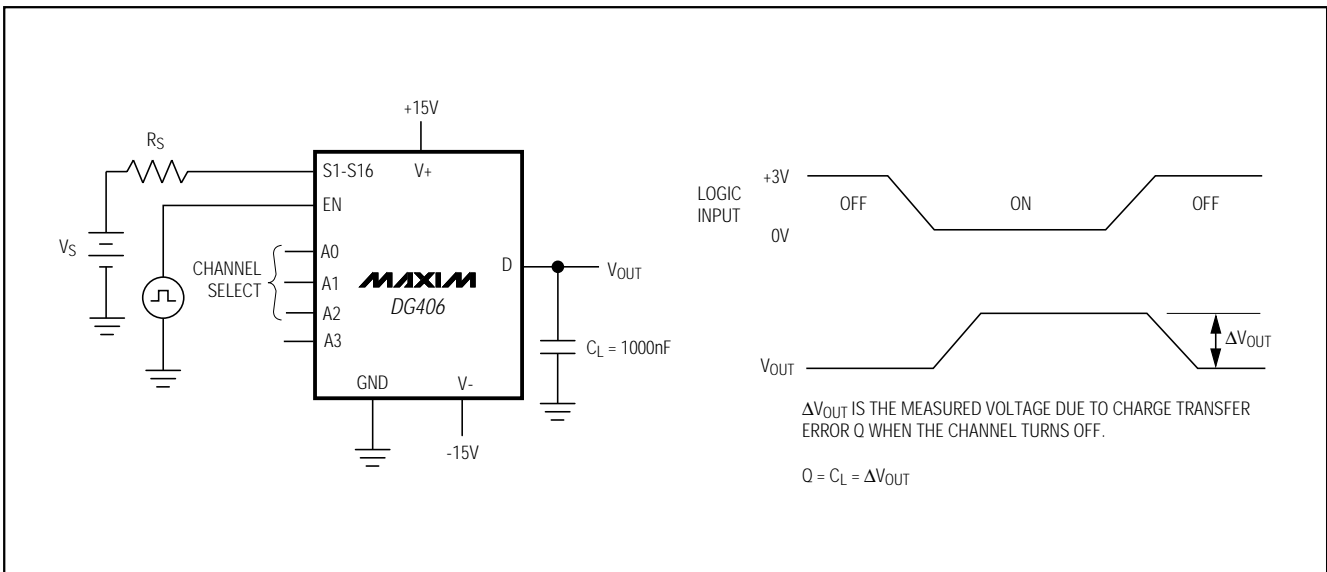 +15V
RS
S1-S16
V+
EN
VS
CHANNEL
SELECT
A0
A1
A2
A3
MAXIM
DG406
D
VOUT
CL = 1000nF
GND
V-
-15V
LOGIC
INPUT
+3V
0V
OFF
ON
OFF
VOUT
ΔVOUT
ΔVOUT IS THE MEASURED VOLTAGE DUE TO CHARGE TRANSFER
ERROR Q WHEN THE CHANNEL TURNS OFF.
Q = CL = ΔVOUT